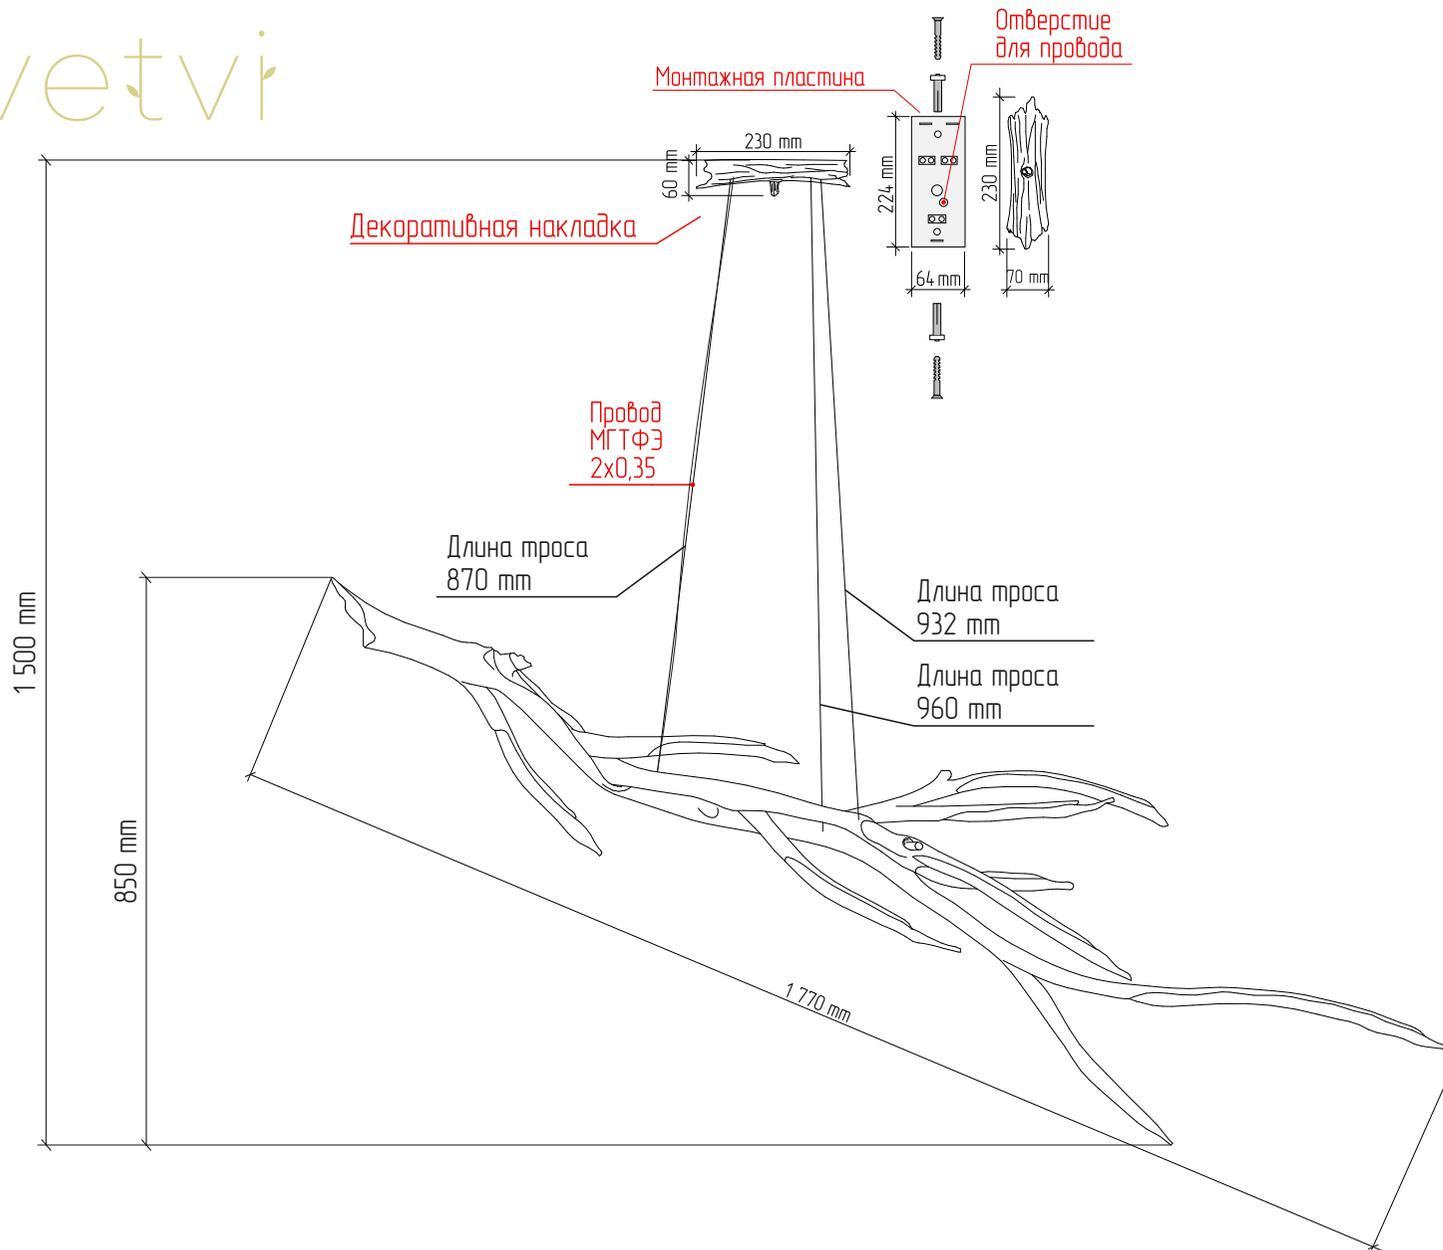 vetvi
Отверстие
для провода
Монтажная пластина
230 mm
60 mm
224 mm
230 mm
Декоративная накладка
64 mm
70 mm
Провод
МГТФЭ
2x0,35
Длина троса
870 mm
Длина троса
932 mm
Длина троса
960 mm
1 500 mm
850 mm
1 770 mm